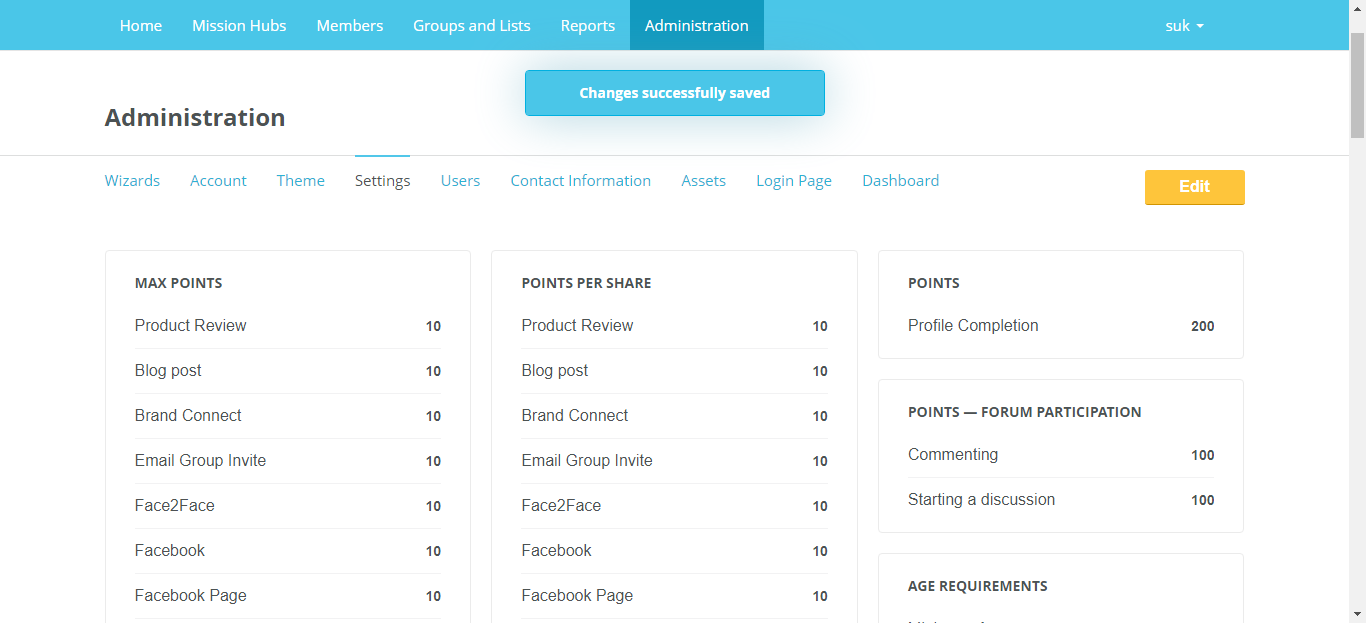 Home Mission Hubs Members Groups and Lists Reports Administration suk
Changes successfully saved
Administration
Wizards Account Theme Settings Users Contact Information Assets Login Page Dashboard
Edit
MAX POINTS
Product Review 10
Blog post 10
Brand Connect 10
Email Group Invite 10
Face2Face 10
Facebook 10
Facebook Page 10
POINTS PER SHARE
Product Review 10
Blog post 10
Brand Connect 10
Email Group Invite 10
Face2Face 10
Facebook 10
Facebook Page 10
POINTS
Profile Completion 200
POINTS — FORUM PARTICIPATION
Commenting 100
Starting a discussion 100
AGE REQUIREMENTS